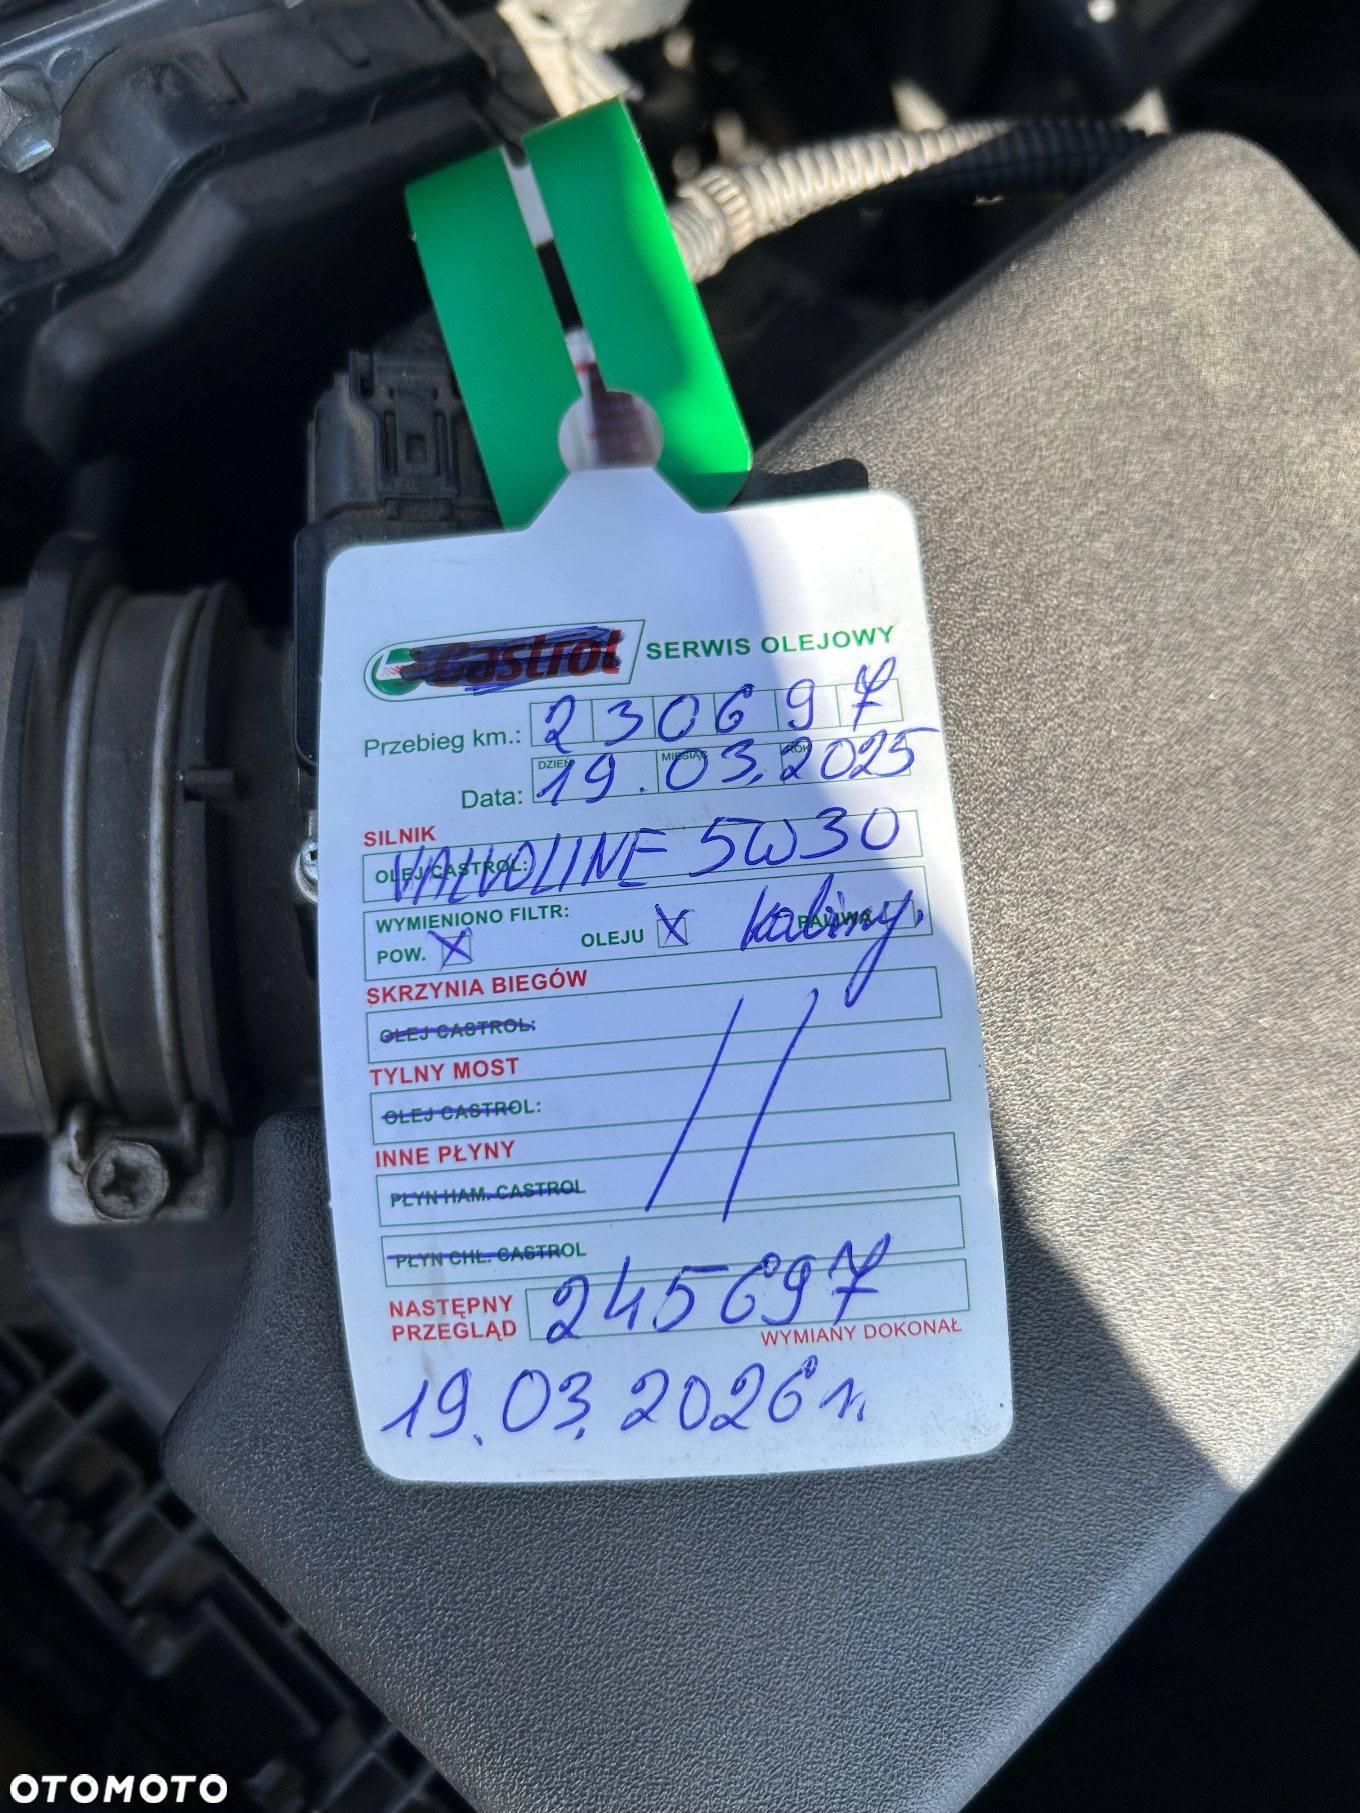 Castrol SERWIS OLEJOWY
Przebieg km.: 230697
DZIEŃ MIESIĄC ROK
Data: 19.03.2025
SILNIK
OLEJ CASTROL: VALVOLINE 5W30
WYMIENIONO FILTR:
POW. X OLEJU X PALIWA Kabiny.
SKRZYNIA BIEGÓW
OLEJ CASTROL:
TYLNY MOST
OLEJ CASTROL:
INNE PŁYNY
PŁYN HAM. CASTROL
PŁYN CHŁ. CASTROL
NASTĘPNY
PRZEGLĄD 245697
WYMIANY DOKONAŁ
19.03.2026 r.
OTOMOTO